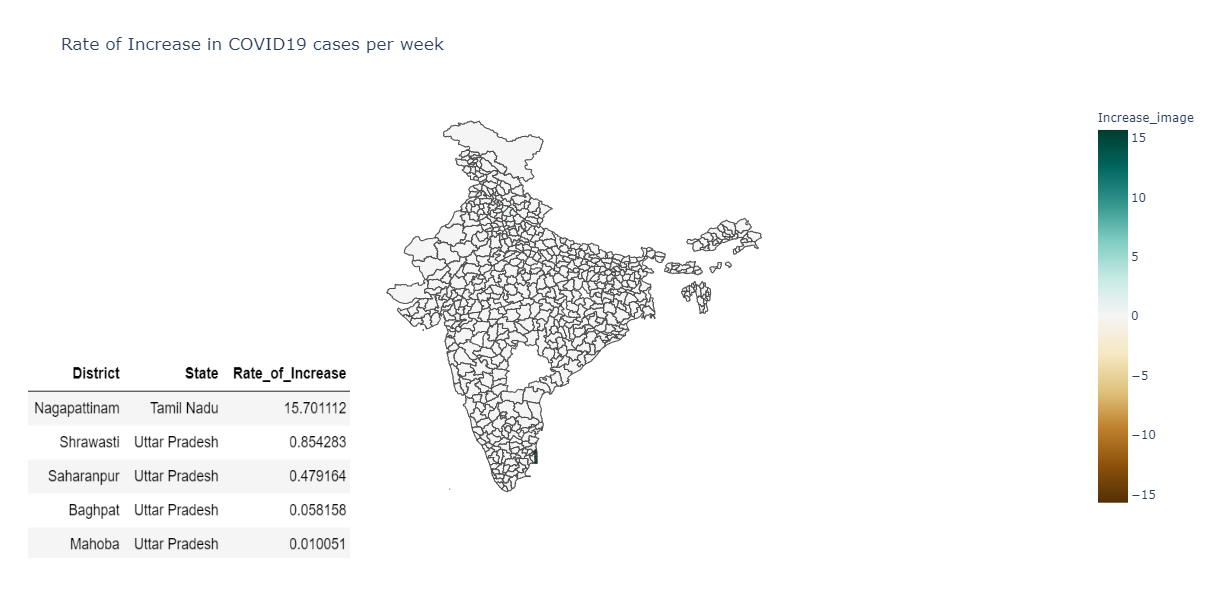 Rate of Increase in COVID19 cases per week
Increase_image
15
10
5
0
−5
−10
−15
District State Rate_of_Increase
Nagapattinam Tamil Nadu 15.701112
Shrawasti Uttar Pradesh 0.854283
Saharanpur Uttar Pradesh 0.479164
Baghpat Uttar Pradesh 0.058158
Mahoba Uttar Pradesh 0.010051